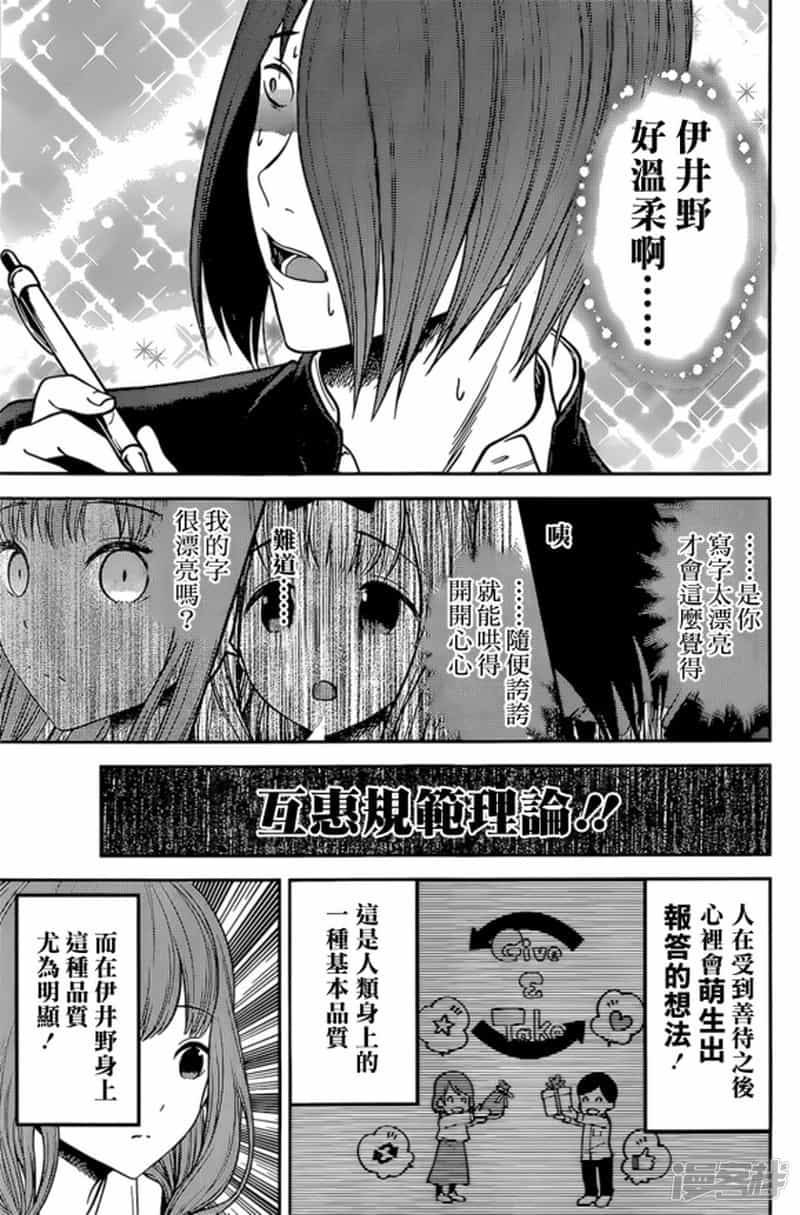 伊井野
好溫柔啊……
……是你
寫字太漂亮
才會這麼覺得
咦
……隨便誇誇
就能哄得
開開心心
難道……
我的字
很漂亮嗎？
互惠規範理論!!
人在受到善待之後
心裡會萌生出
報答的想法！
Give
&
Take
這是人類身上的
一種基本品質
而在伊井野身上
這種品質
尤為明顯！
漫客栈